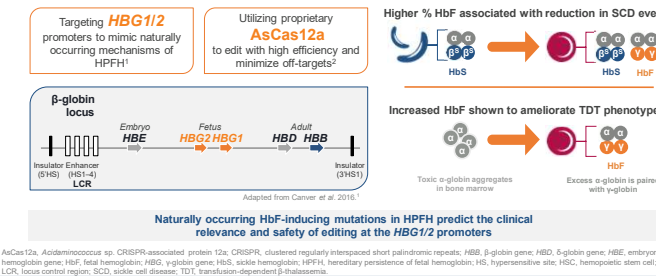 Targeting HBG1/2
promoters to mimic naturally
occurring mechanisms of
HPFH¹
Utilizing proprietary
AsCas12a
to edit with high efficiency and
minimize off-targets²
Higher % HbF associated with reduction in SCD eve
α α
βS βS
HbS
α α α α
βS βS γ γ
HbS HbF
β-globin
locus
Embryo Fetus Adult
HBE HBG2 HBG1 HBD HBB
Insulator Enhancer Insulator
(5'HS) (HS1–4) (3'HS1)
LCR
Adapted from Canver et al. 2016.¹
Increased HbF shown to ameliorate TDT phenotype
α α α α
α α
γ γ
HbF
Toxic α-globin aggregates
in bone marrow
Excess α-globin is paire
with γ-globin
Naturally occurring HbF-inducing mutations in HPFH predict the clinical
relevance and safety of editing at the HBG1/2 promoters
AsCas12a, Acidaminococcus sp. CRISPR-associated protein 12a; CRISPR, clustered regularly interspaced short palindromic repeats; HBB, β-globin gene; HBD, δ-globin gene; HBE, embryon
hemoglobin gene; HbF, fetal hemoglobin; HBG, γ-globin gene; HbS, sickle hemoglobin; HPFH, hereditary persistence of fetal hemoglobin; HS, hypersensitive site; HSC, hemopoietic stem cell;
LCR, locus control region; SCD, sickle cell disease; TDT, transfusion-dependent β-thalassemia.